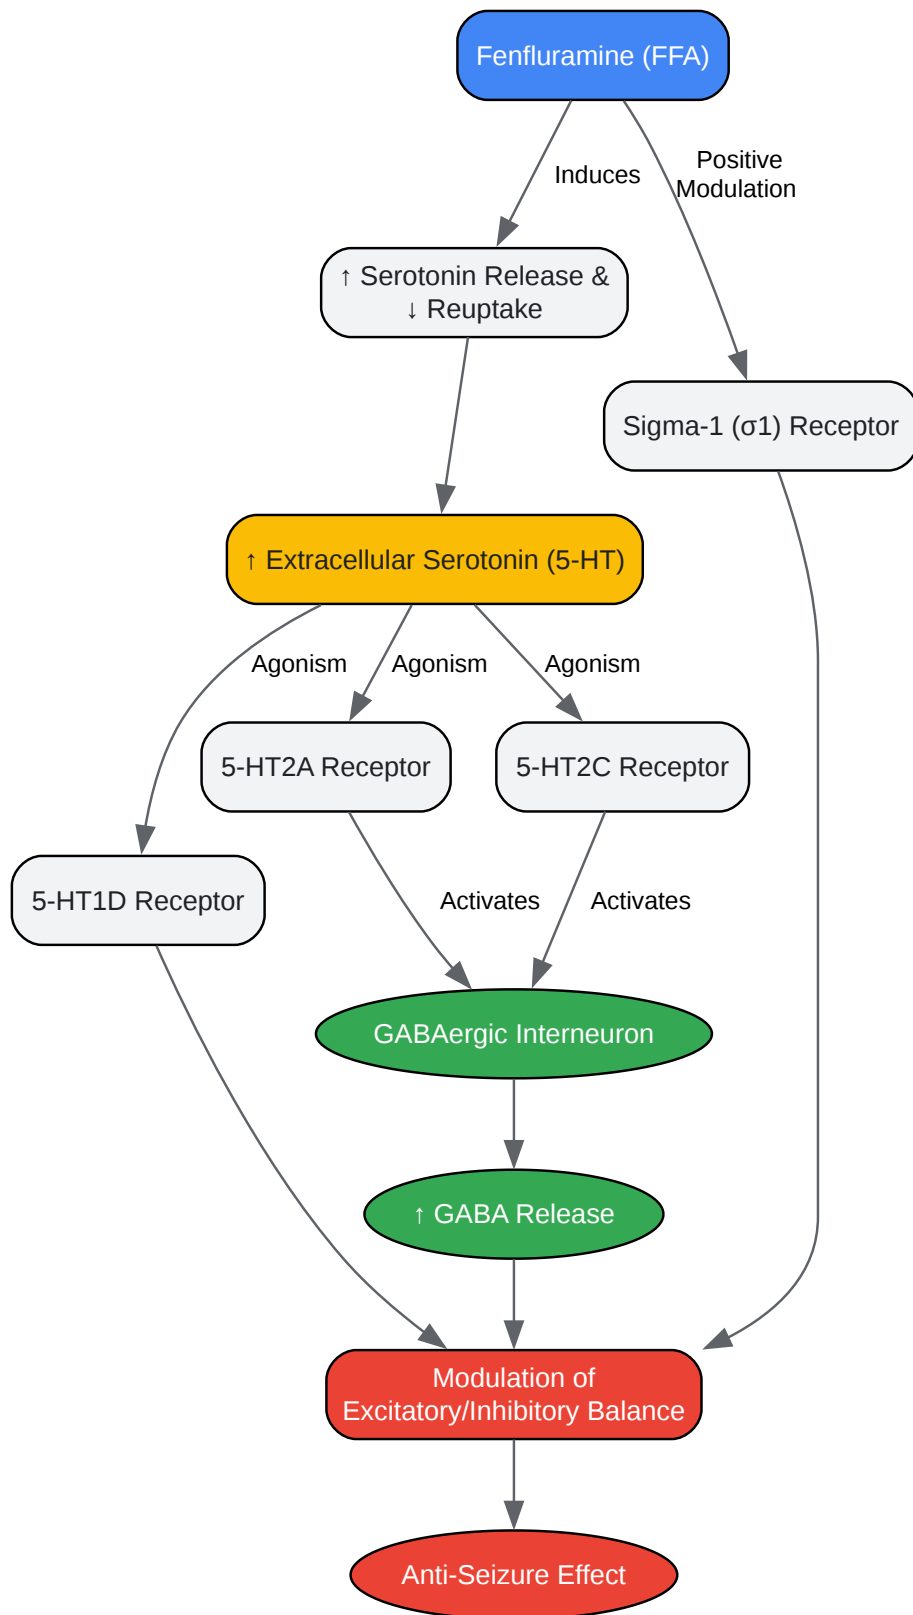 Fenfluramine (FFA)
Induces
Positive
Modulation
↑ Serotonin Release &
↓ Reuptake
Sigma-1 (σ1) Receptor
↑ Extracellular Serotonin (5-HT)
Agonism
Agonism
Agonism
5-HT2A Receptor
5-HT2C Receptor
5-HT1D Receptor
Activates
Activates
GABAergic Interneuron
↑ GABA Release
Modulation of
Excitatory/Inhibitory Balance
Anti-Seizure Effect